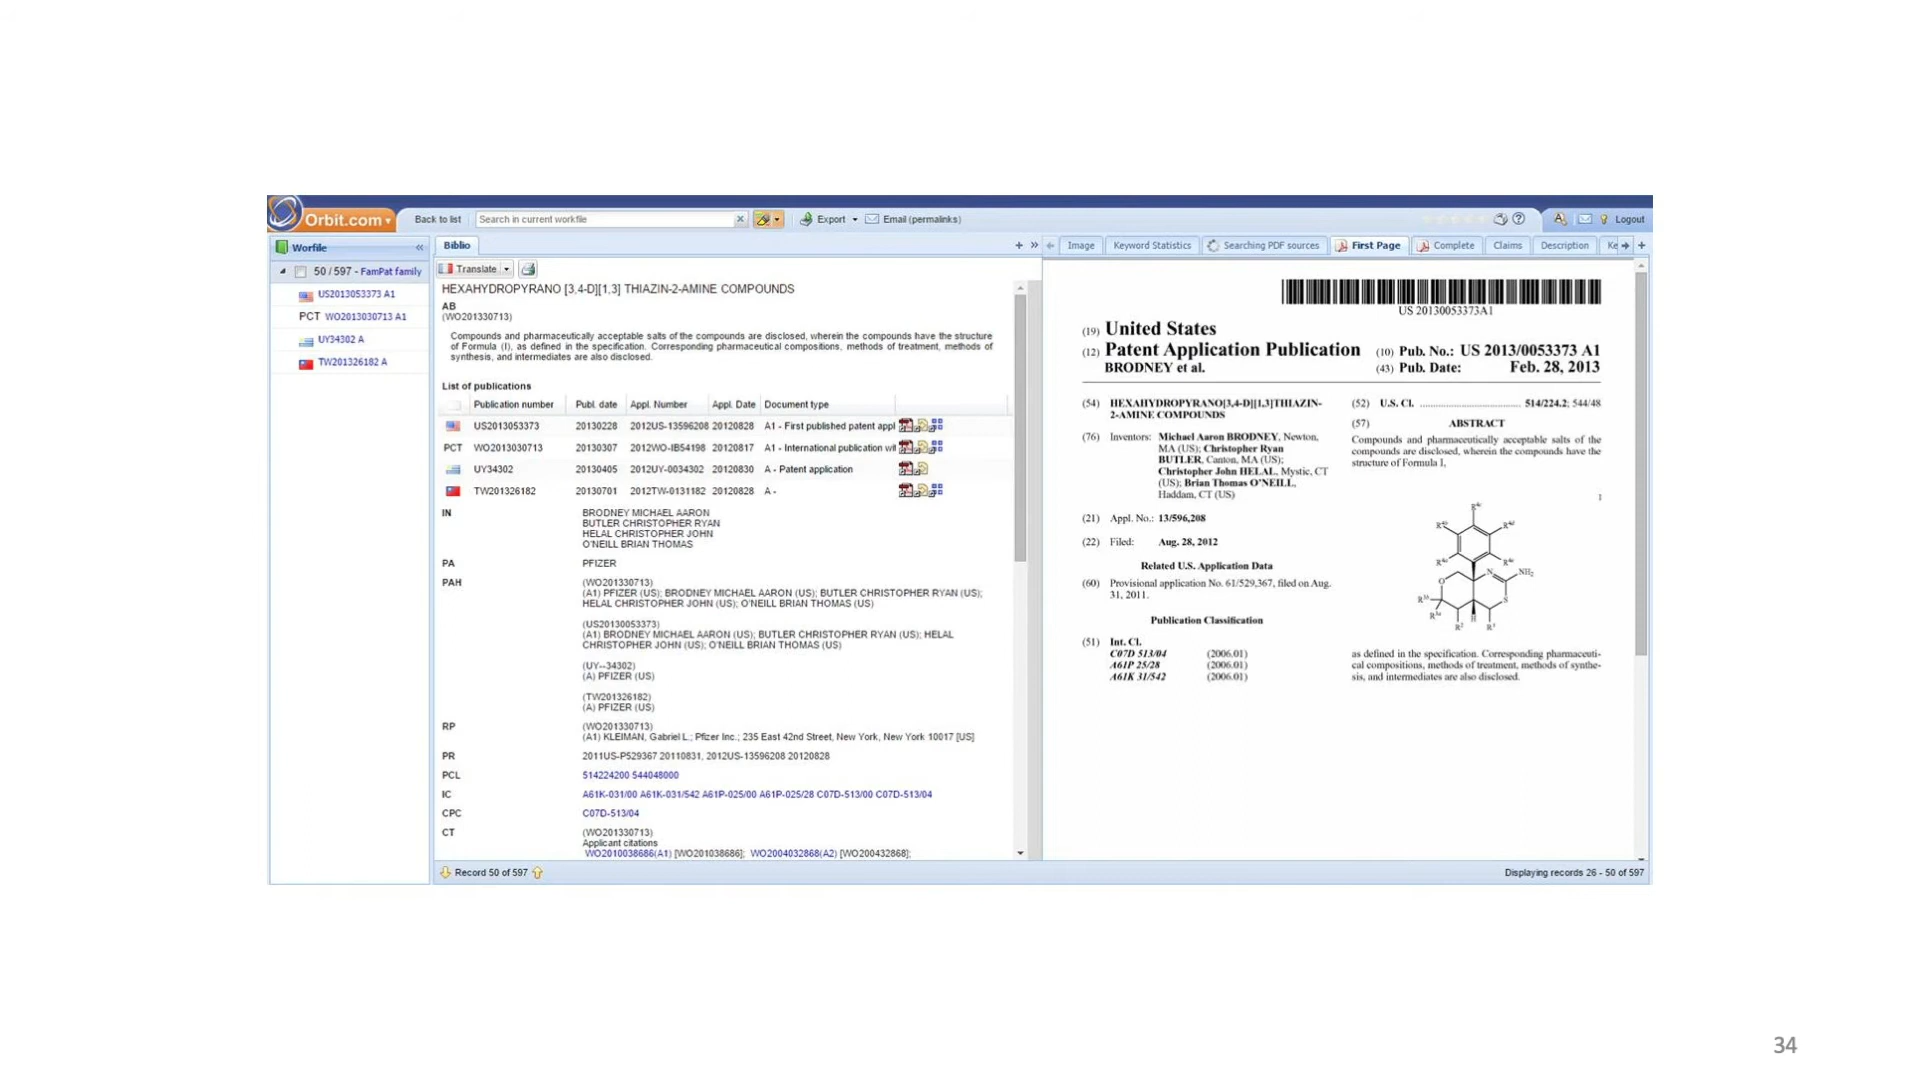 Orbit.com
Back to list
Search in current workfile
Export
Email (permalinks)
Logout
Worfile
Biblio
Image
Keyword Statistics
Searching PDF sources
First Page
Complete
Claims
Description
Ke
50 / 597 - FamPat family
US2013053373 A1
PCT WO2013030713 A1
UY34302 A
TW201326182 A
Translate
HEXAHYDROPYRANO [3,4-D][1,3] THIAZIN-2-AMINE COMPOUNDS
AB
(WO201330713)
Compounds and pharmaceutically acceptable salts of the compounds are disclosed, wherein the compounds have the structure
of Formula (I), as defined in the specification. Corresponding pharmaceutical compositions, methods of treatment, methods of
synthesis, and intermediates are also disclosed.
List of publications
Publication number Publ. date Appl. Number Appl. Date Document type
US2013053373 20130228 2012US-13596208 20120828 A1 - First published patent appl
PCT WO2013030713 20130307 2012WO-IB54198 20120817 A1 - International publication wit
UY34302 20130405 2012UY-0034302 20120830 A - Patent application
TW201326182 20130701 2012TW-0131182 20120828 A -
IN BRODNEY MICHAEL AARON
BUTLER CHRISTOPHER RYAN
HELAL CHRISTOPHER JOHN
O'NEILL BRIAN THOMAS
PA PFIZER
PAH (WO201330713)
(A1) PFIZER (US); BRODNEY MICHAEL AARON (US); BUTLER CHRISTOPHER RYAN (US);
HELAL CHRISTOPHER JOHN (US); O'NEILL BRIAN THOMAS (US)
(US20130053373)
(A1) BRODNEY MICHAEL AARON (US); BUTLER CHRISTOPHER RYAN (US); HELAL
CHRISTOPHER JOHN (US); O'NEILL BRIAN THOMAS (US)
(UY--34302)
(A) PFIZER (US)
(TW201326182)
(A) PFIZER (US)
RP (WO201330713)
(A1) KLEIMAN, Gabriel L.; Pfizer Inc.; 235 East 42nd Street, New York, New York 10017 [US]
PR 2011US-P529367 20110831, 2012US-13596208 20120828
PCL 514224200 544048000
IC A61K-031/00 A61K-031/542 A61P-025/00 A61P-025/28 C07D-513/00 C07D-513/04
CPC C07D-513/04
CT (WO201330713)
Applicant citations
WO2010038686(A1) [WO201038686]; WO2004032868(A2) [WO200432868];
Record 50 of 597
US 20130053373A1
(19) United States
(12) Patent Application Publication
BRODNEY et al.
(10) Pub. No.: US 2013/0053373 A1
(43) Pub. Date: Feb. 28, 2013
(54) HEXAHYDROPYRANO[3,4-D][1,3]THIAZIN-
2-AMINE COMPOUNDS
(76) Inventors: Michael Aaron BRODNEY, Newton,
MA (US); Christopher Ryan
BUTLER, Canton, MA (US);
Christopher John HELAL, Mystic, CT
(US); Brian Thomas O'NEILL,
Haddam, CT (US)
(21) Appl. No.: 13/596,208
(22) Filed: Aug. 28, 2012
Related U.S. Application Data
(60) Provisional application No. 61/529,367, filed on Aug.
31, 2011.
Publication Classification
(51) Int. Cl.
C07D 513/04 (2006.01)
A61P 25/28 (2006.01)
A61K 31/542 (2006.01)
(52) U.S. Cl. .......................... 514/224.2; 544/48
(57) ABSTRACT
Compounds and pharmaceutically acceptable salts of the
compounds are disclosed, wherein the compounds have the
structure of Formula I,
I
NH2
N
O
S
H
R2
R1
as defined in the specification. Corresponding pharmaceuti-
cal compositions, methods of treatment, methods of synthe-
sis, and intermediates are also disclosed.
Displaying records 26 - 50 of 597
34